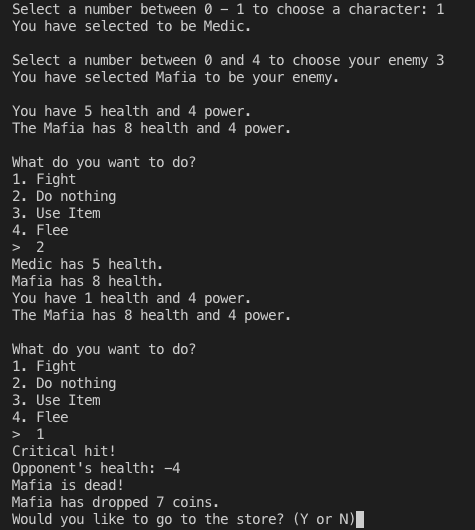 Select a number between 0 - 1 to choose a character: 1
You have selected to be Medic.
Select a number between 0 and 4 to choose your enemy 3
You have selected Mafia to be your enemy.
You have 5 health and 4 power.
The Mafia has 8 health and 4 power.
What do you want to do?
1. Fight
2. Do nothing
3. Use Item
4. Flee
>  2
Medic has 5 health.
Mafia has 8 health.
You have 1 health and 4 power.
The Mafia has 8 health and 4 power.
What do you want to do?
1. Fight
2. Do nothing
3. Use Item
4. Flee
>  1
Critical hit!
Opponent's health: -4
Mafia is dead!
Mafia has dropped 7 coins.
Would you like to go to the store? (Y or N)